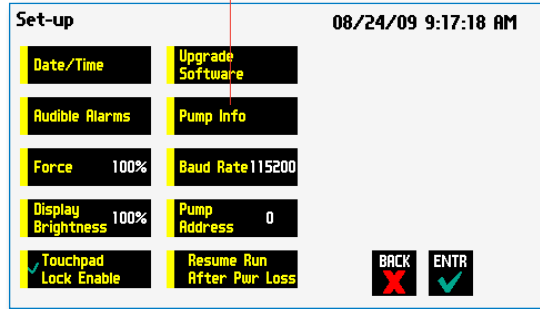 Set-up 08/24/09 9:17:18 AM
Date/Time
Upgrade
Software
Audible Alarms
Pump Info
Force 100%
Baud Rate 115200
Display
Brightness 100%
Pump
Address 0
Touchpad
Lock Enable
Resume Run
After Pwr Loss
BACK
ENTR